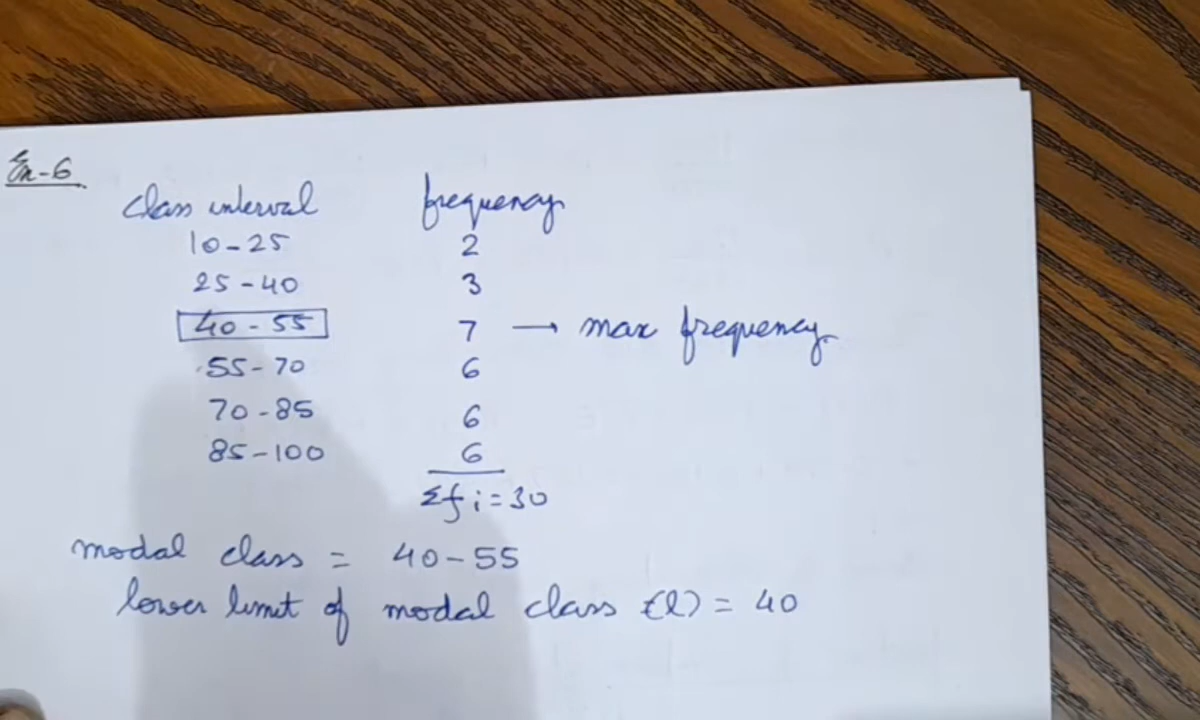 Ex-6
class interval frequency
10-25 2
25-40 3
40-55 7 → max frequency
55-70 6
70-85 6
85-100 6
Σfi=30
modal class = 40-55
lower limit of modal class (l) = 40